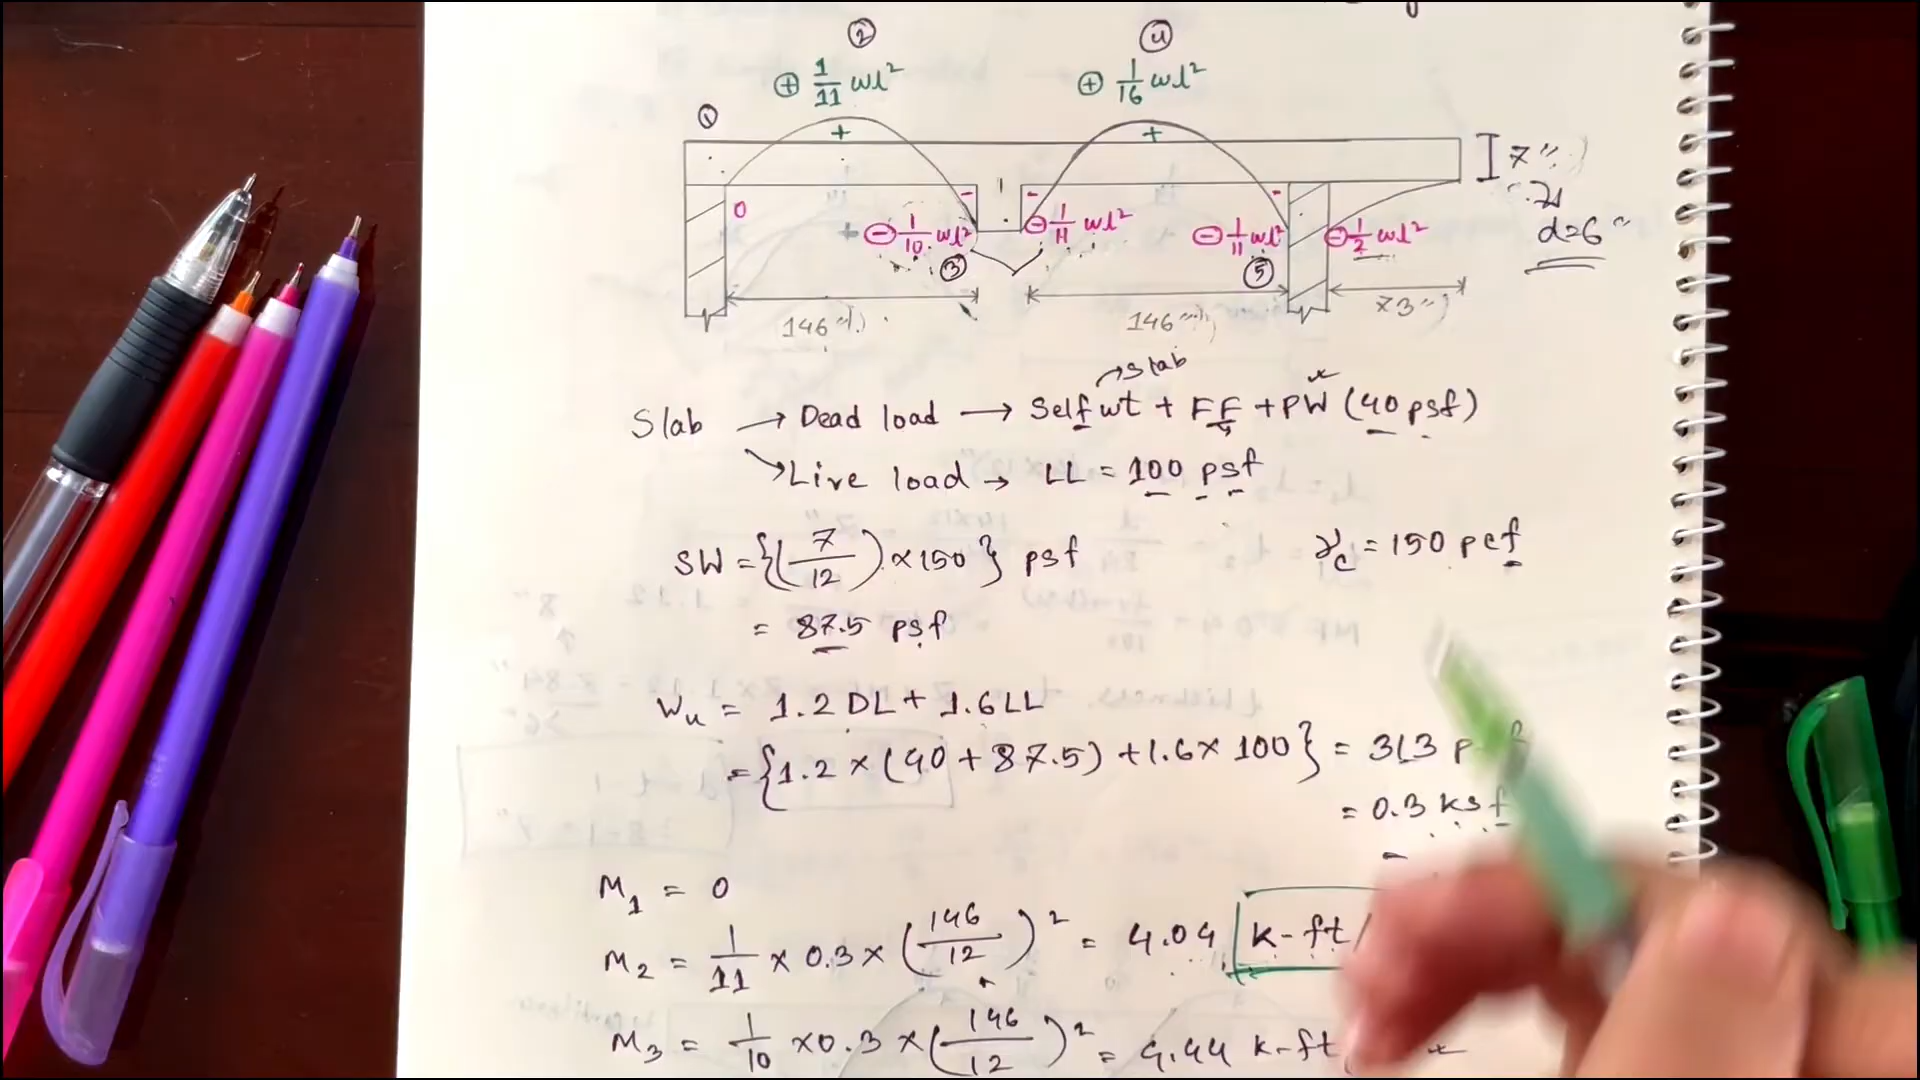 ② ④
⊕ 1/11 wl² ⊕ 1/16 wl²
①
+ +
7"
0 - - -
⊖ 1/10 wl² ⊖ 1/11 wl² ⊖ 1/11 wl² ⊖ 1/2 wl² d=6"
③ ⑤
146" 146" 73"
→ slab
Slab → Dead load → Self wt + FF + PW (40 psf)
→ Live load → LL = 100 psf
SW = {(7/12) × 150} psf γc = 150 pcf
= 87.5 psf
Wu = 1.2 DL + 1.6 LL
= {1.2 × (40 + 87.5) + 1.6 × 100} = 313 p f
= 0.3 ksf
M1 = 0
M2 = 1/11 × 0.3 × (146/12)² = 4.04 k-ft/
M3 = 1/10 × 0.3 × (146/12)² = 4.44 k-ft